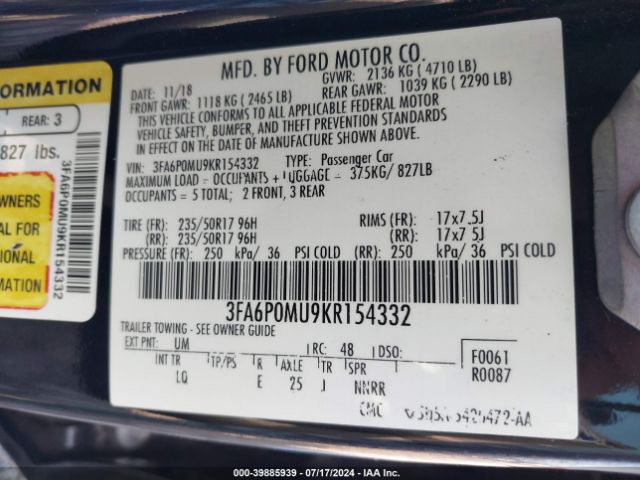 MFD. BY FORD MOTOR CO.
DATE: 11/18 GVWR: 2136 KG (4710 LB)
FRONT GAWR: 1118 KG (2465 LB) REAR GAWR: 1039 KG (2290 LB)
THIS VEHICLE CONFORMS TO ALL APPLICABLE FEDERAL MOTOR
VEHICLE SAFETY, BUMPER, AND THEFT PREVENTION STANDARDS
IN EFFECT ON THE DATE OF MANUFACTURE SHOWN ABOVE.
VIN: 3FA6P0MU9KR154332 TYPE: Passenger Car
MAXIMUM LOAD = OCCUPANTS + LUGGAGE = 375KG/ 827LB
OCCUPANTS = 5 TOTAL; 2 FRONT, 3 REAR
TIRE (FR): 235/50R17 96H RIMS (FR): 17x7.5J
(RR): 235/50R17 96H (RR): 17x7.5J
PRESSURE (FR): 250 kPa/ 36 PSI COLD (RR): 250 kPa/ 36 PSI COLD
3FA6P0MU9KR154332
TRAILER TOWING - SEE OWNER GUIDE
EXT PNT: UM RC: 48 DSO: F0061
INT TR TP/PS R AXLE TR SPR R0087
LQ E 25 J NNRR
CMC
ORMATION
REAR: 3
827 lbs.
WNERS
AL FOR
IONAL
MATION
3FA6P0MU9KR154332
000-39885939 - 07/17/2024 - IAA Inc.